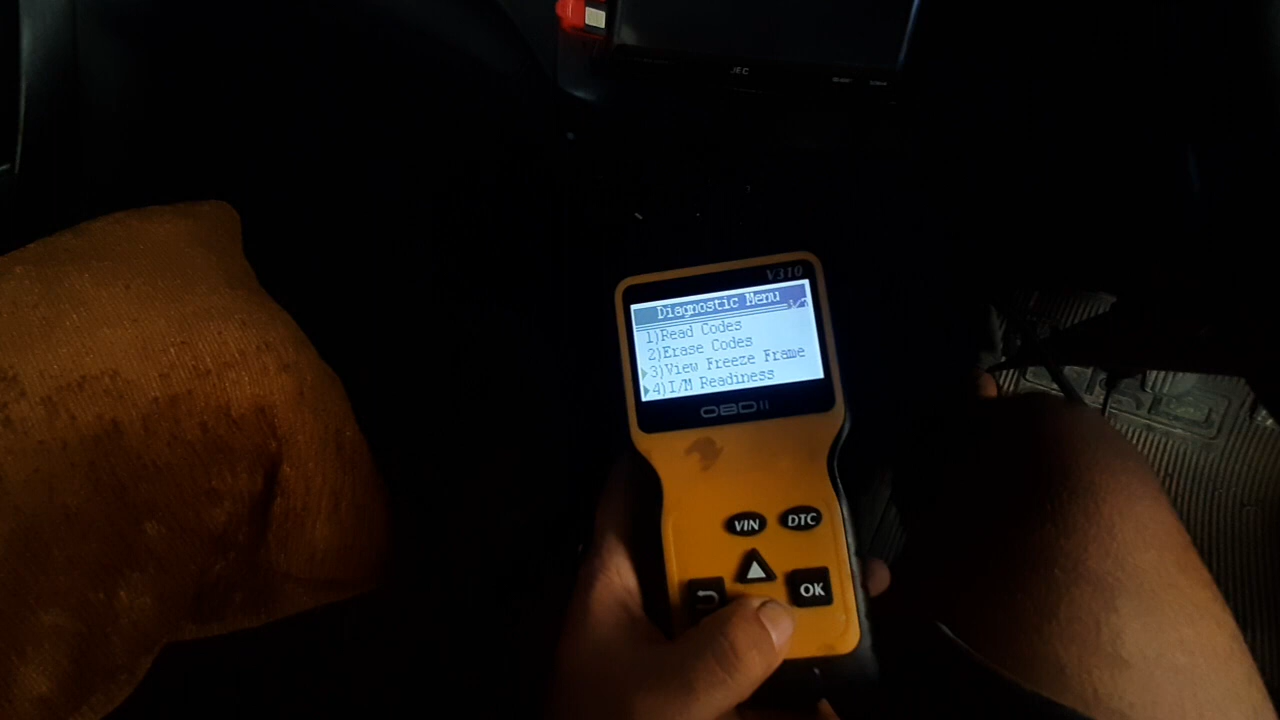 JEC
V310
Diagnostic Menu
1)Read Codes
2)Erase Codes
3)View Freeze Frame
4)I/M Readiness
OBDII
VIN DTC
OK